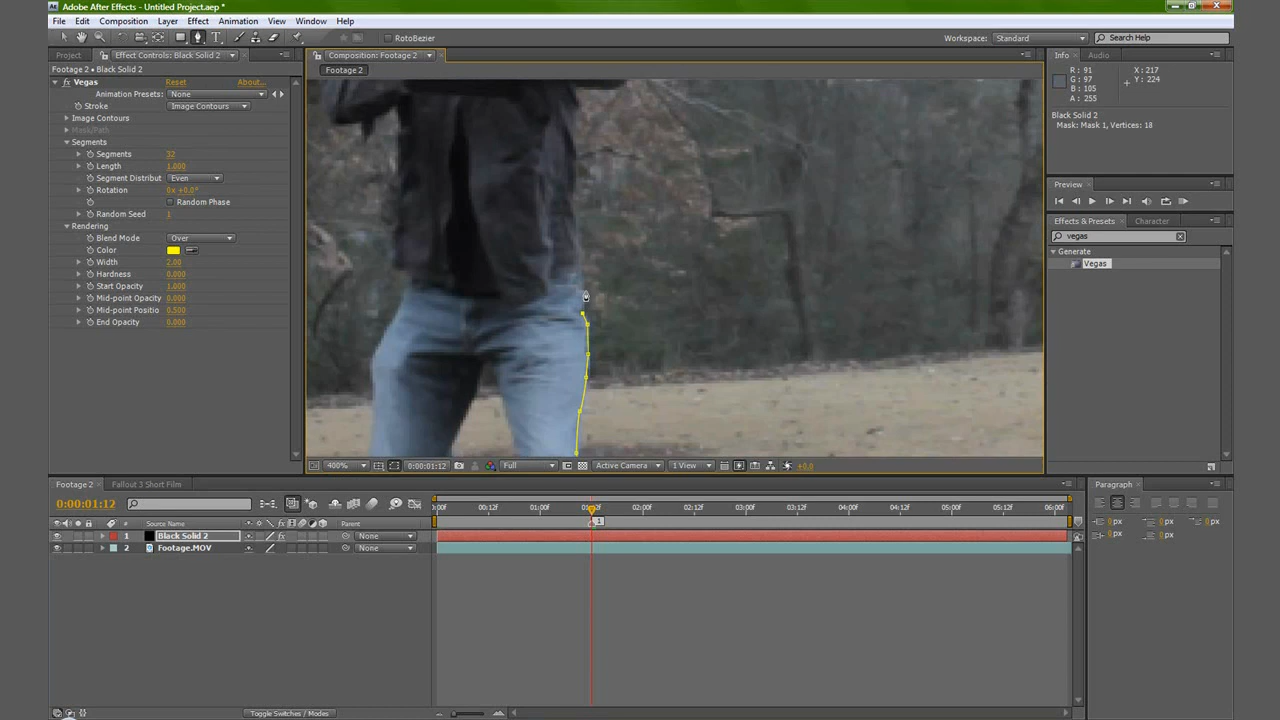 Adobe After Effects - Untitled Project.aep *
File Edit Composition Layer Effect Animation View Window Help
RotoBezier
Workspace: Standard
Search Help
Project
Effect Controls: Black Solid 2
Composition: Footage 2
Info
Audio
Footage 2 • Black Solid 2
Footage 2
R: 91
G: 97
B: 105
A: 255
X: 217
Y: 224
Vegas Reset About...
Animation Presets: None
Stroke Image Contours
Image Contours
Mask/Path
Segments
Segments 32
Length 1.000
Segment Distribut Even
Rotation 0x +0.0°
Random Phase
Random Seed 1
Rendering
Blend Mode Over
Color
Width 2.00
Hardness 0.000
Start Opacity 1.000
Mid-point Opacity 0.000
Mid-point Positio 0.500
End Opacity 0.000
Black Solid 2
Mask: Mask 1, Vertices: 18
Preview
Effects & Presets
Character
vegas
Generate
Vegas
400%
0:00:01:12
Full
Active Camera
1 View
+0.0
Footage 2
Fallout 3 Short Film
Paragraph
0:00:01:12
00f 00:12f 01:00f 01:12f 02:00f 02:12f 03:00f 03:12f 04:00f 04:12f 05:00f 05:12f 06:00f
# Source Name Parent
1
1 Black Solid 2 None
2 Footage.MOV None
0 px 0 px 0 px
0 px 0 px
Toggle Switches / Modes